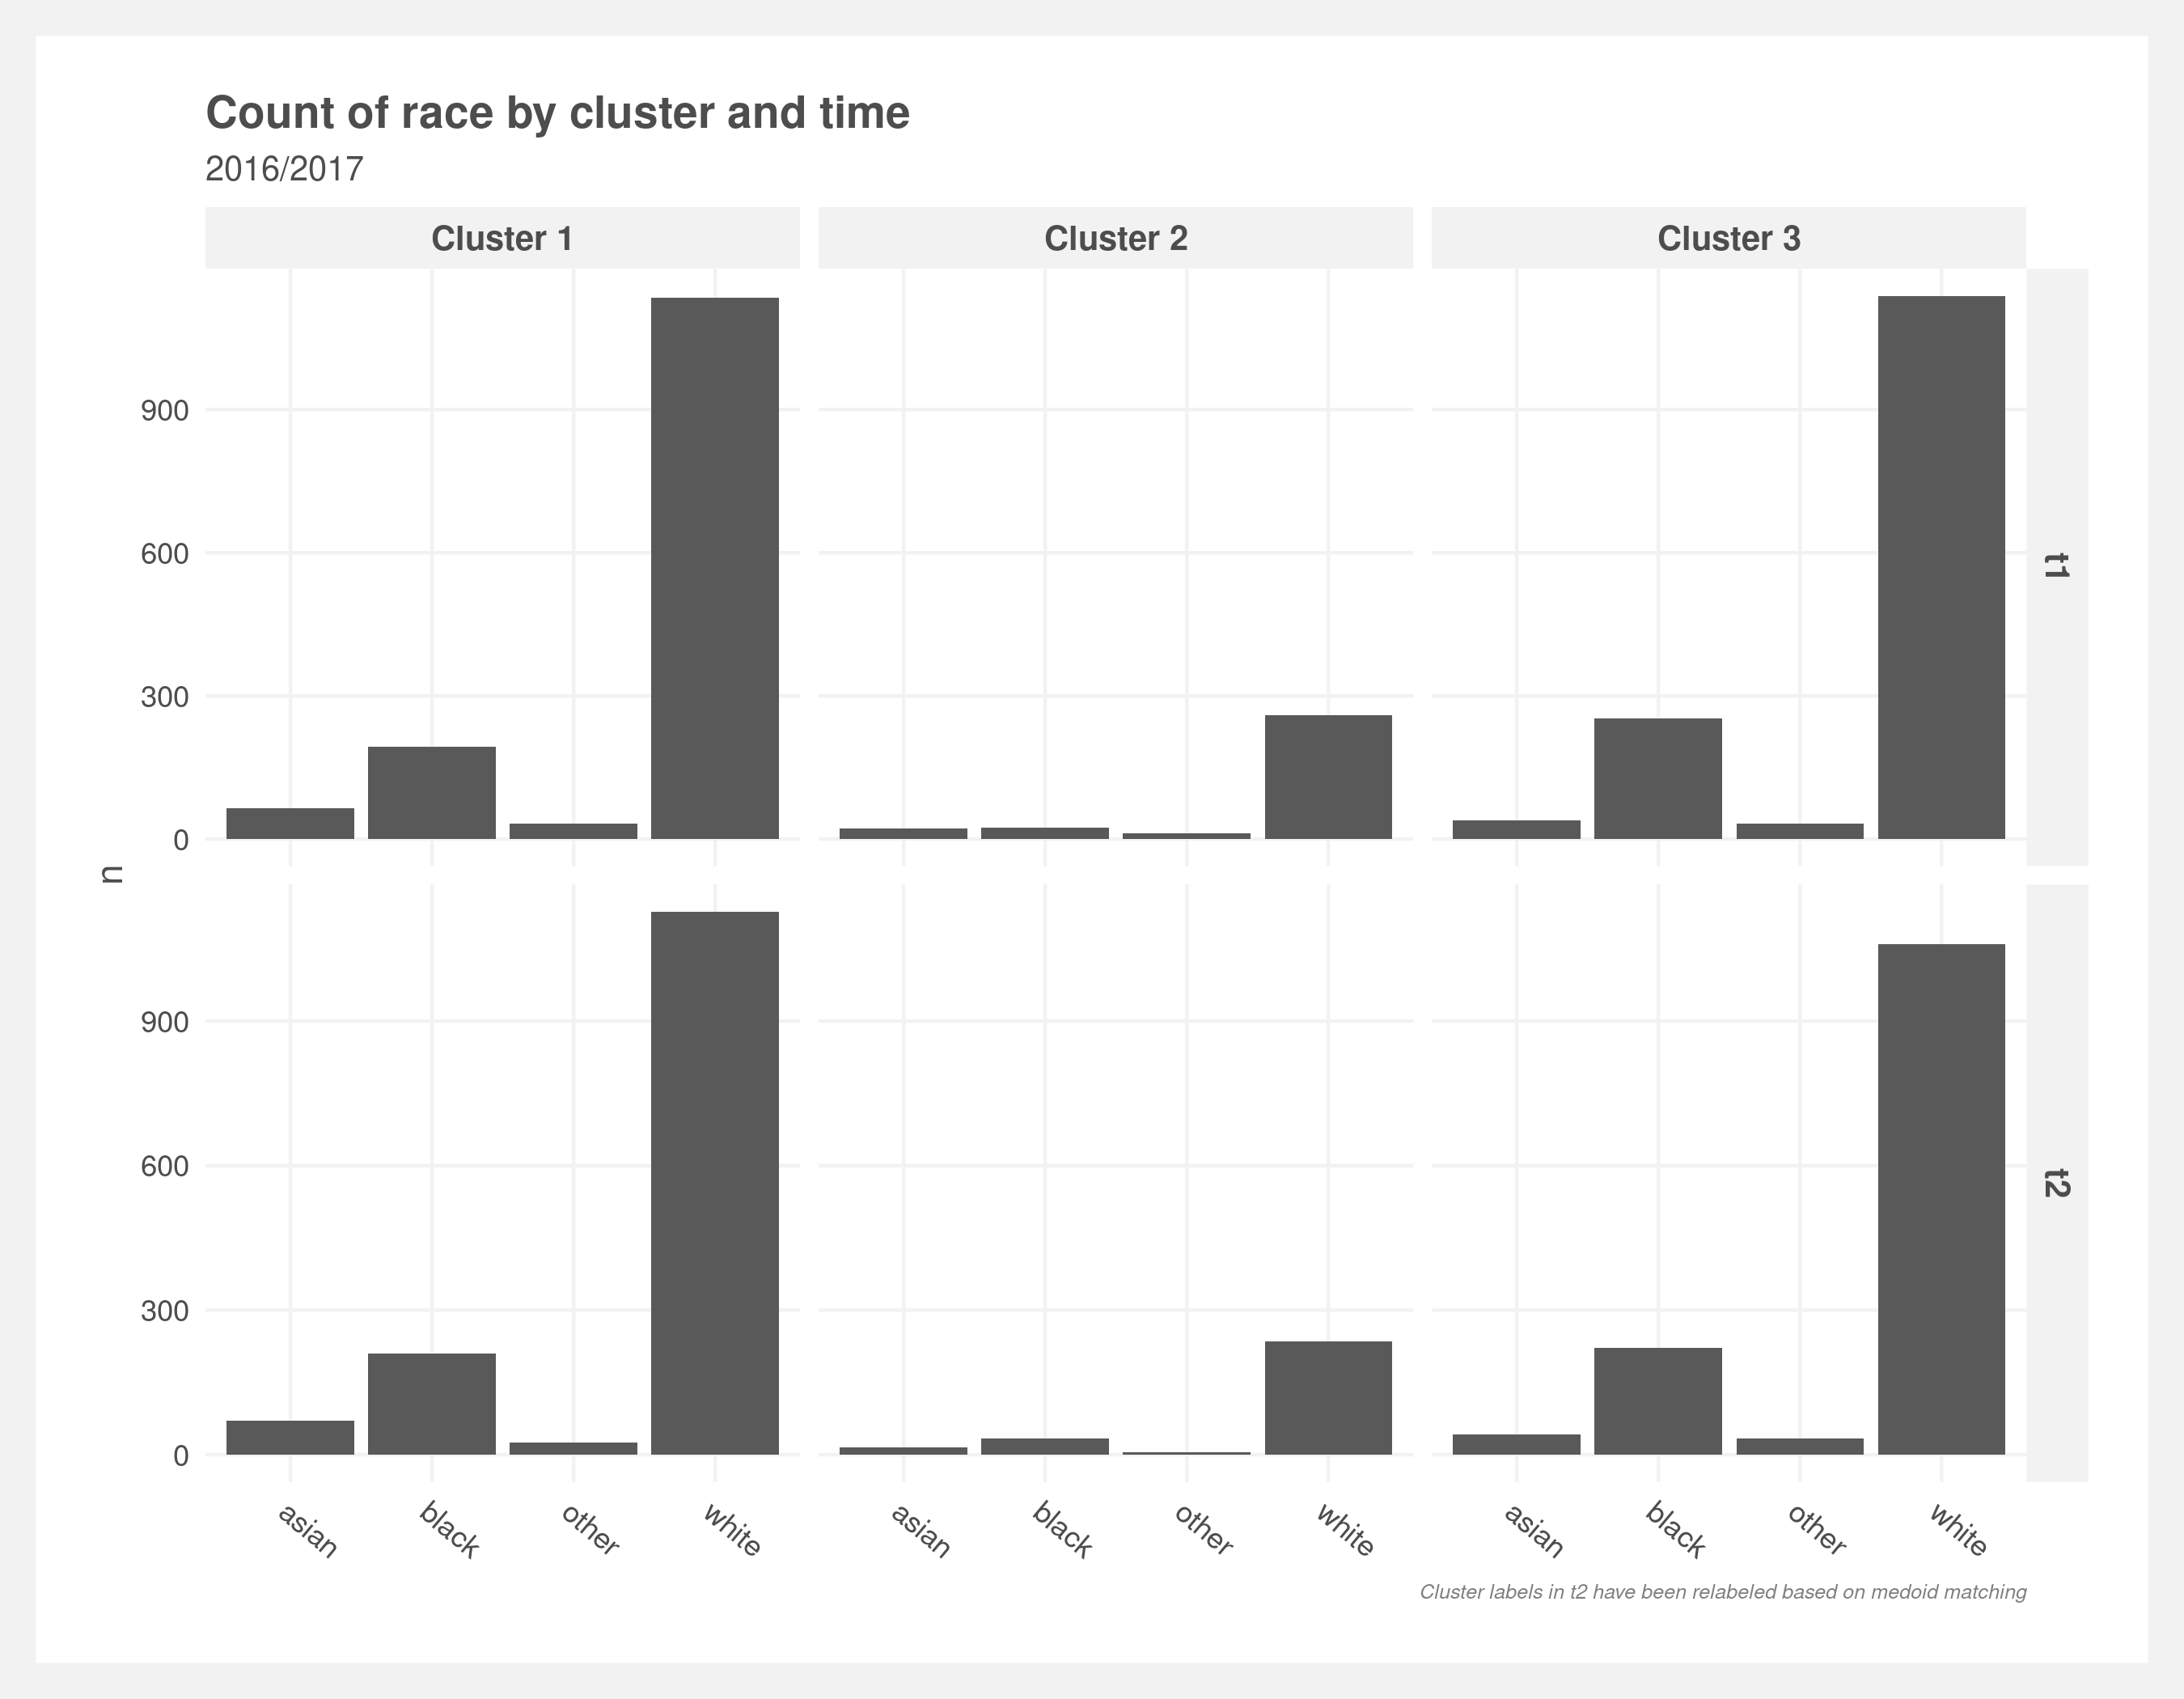 Count of race by cluster and time
2016/2017
Cluster 1 Cluster 2 Cluster 3
900
600
300
0
t1
n
900
600
300
0
t2
asian black other white asian black other white asian black other white
Cluster labels in t2 have been relabeled based on medoid matching